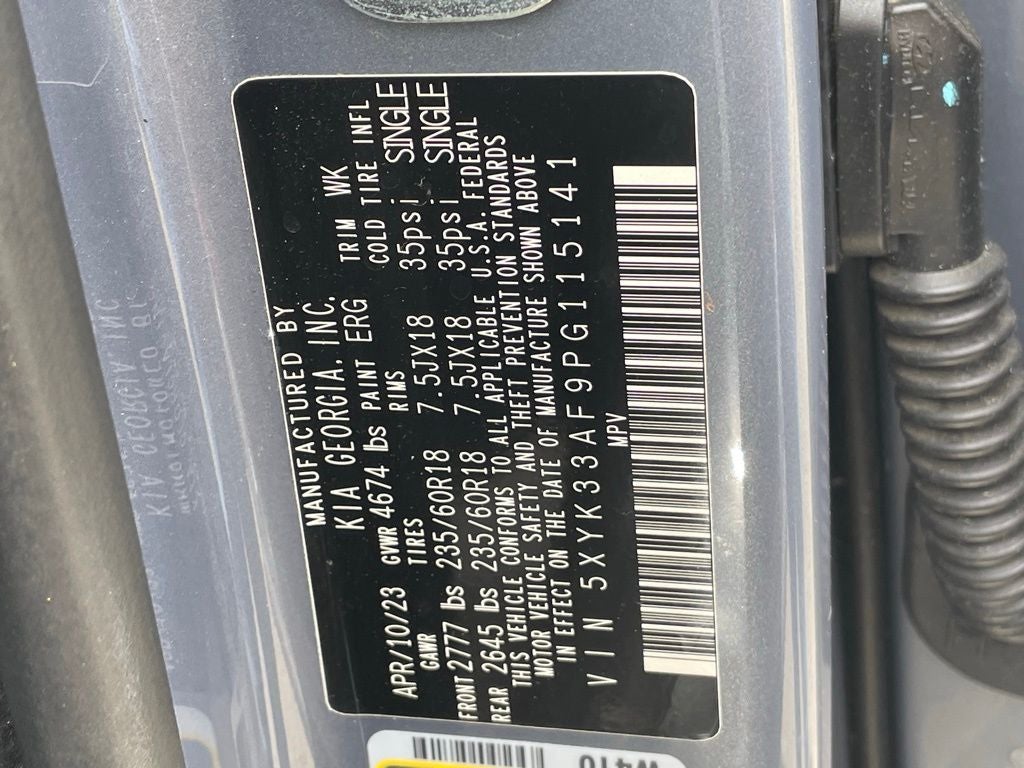 MANUFACTURED BY
KIA GEORGIA, INC.
APR/10/23 GVWR 4674 lbs PAINT ERG TRIM WK
GAWR TIRES RIMS COLD TIRE INFL
FRONT 2777 lbs 235/60R18 7.5JX18 35psi SINGLE
REAR 2645 lbs 235/60R18 7.5JX18 35psi SINGLE
THIS VEHICLE CONFORMS TO ALL APPLICABLE U.S.A. FEDERAL
MOTOR VEHICLE SAFETY AND THEFT PREVENTION STANDARDS
IN EFFECT ON THE DATE OF MANUFACTURE SHOWN ABOVE
VIN 5XYK33AF9PG115141
MPV
W410